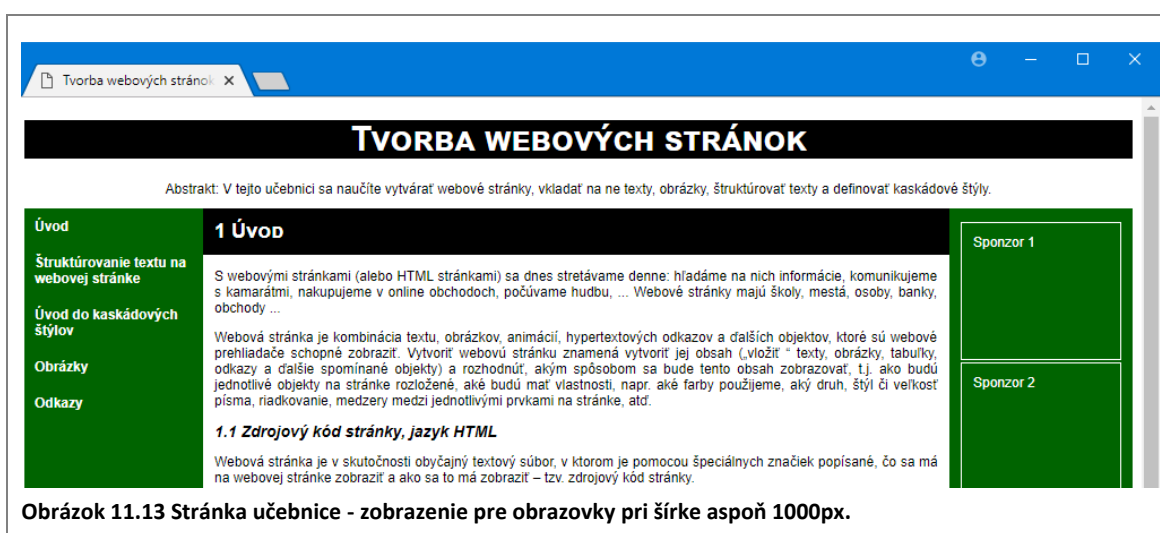 Tvorba webových stránok
TVORBA WEBOVÝCH STRÁNOK
Abstrakt: V tejto učebnici sa naučíte vytvárať webové stránky, vkladať na ne texty, obrázky, štruktúrovať texty a definovať kaskádové štýly.
Úvod
Štruktúrovanie textu na
webovej stránke
Úvod do kaskádových
štýlov
Obrázky
Odkazy
1 ÚVOD
S webovými stránkami (alebo HTML stránkami) sa dnes stretávame denne: hľadáme na nich informácie, komunikujeme
s kamarátmi, nakupujeme v online obchodoch, počúvame hudbu, ... Webové stránky majú školy, mestá, osoby, banky,
obchody ...
Webová stránka je kombinácia textu, obrázkov, animácií, hypertextových odkazov a ďalších objektov, ktoré sú webové
prehliadače schopné zobraziť. Vytvoriť webovú stránku znamená vytvoriť jej obsah („vložiť “ texty, obrázky, tabuľky,
odkazy a ďalšie spomínané objekty) a rozhodnúť, akým spôsobom sa bude tento obsah zobrazovať, t.j. ako budú
jednotlivé objekty na stránke rozložené, aké budú mať vlastnosti, napr. aké farby použijeme, aký druh, štýl či veľkosť
písma, riadkovanie, medzery medzi jednotlivými prvkami na stránke, atď.
1.1 Zdrojový kód stránky, jazyk HTML
Webová stránka je v skutočnosti obyčajný textový súbor, v ktorom je pomocou špeciálnych značiek popísané, čo sa má
na webovej stránke zobraziť a ako sa to má zobraziť – tzv. zdrojový kód stránky.
Sponzor 1
Sponzor 2
Obrázok 11.13 Stránka učebnice - zobrazenie pre obrazovky pri šírke aspoň 1000px.